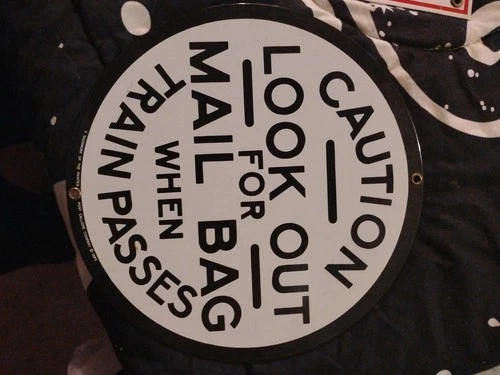 CAUTION
LOOK OUT
FOR
MAIL BAG
WHEN
TRAIN PASSES